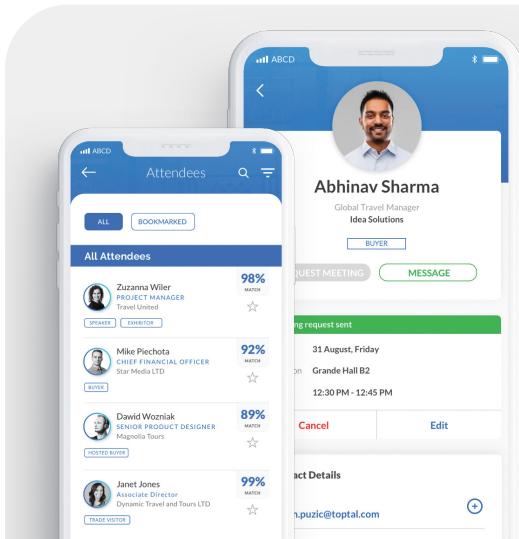 ABCD
Attendees
ALL
BOOKMARKED
All Attendees
Zuzanna Wiler
PROJECT MANAGER
Travel United
SPEAKER
EXHIBITOR
98%
MATCH
Mike Piechota
CHIEF FINANCIAL OFFICER
Star Media LTD
BUYER
92%
MATCH
Dawid Wozniak
SENIOR PRODUCT DESIGNER
Magnolia Tours
HOSTED BUYER
89%
MATCH
Janet Jones
Associate Director
Dynamic Travel and Tours LTD
TRADE VISITOR
99%
MATCH
ABCD
Abhinav Sharma
Global Travel Manager
Idea Solutions
BUYER
QUEST MEETING
MESSAGE
ng request sent
31 August, Friday
on
Grande Hall B2
12:30 PM - 12:45 PM
Cancel
Edit
act Details
n.puzic@toptal.com